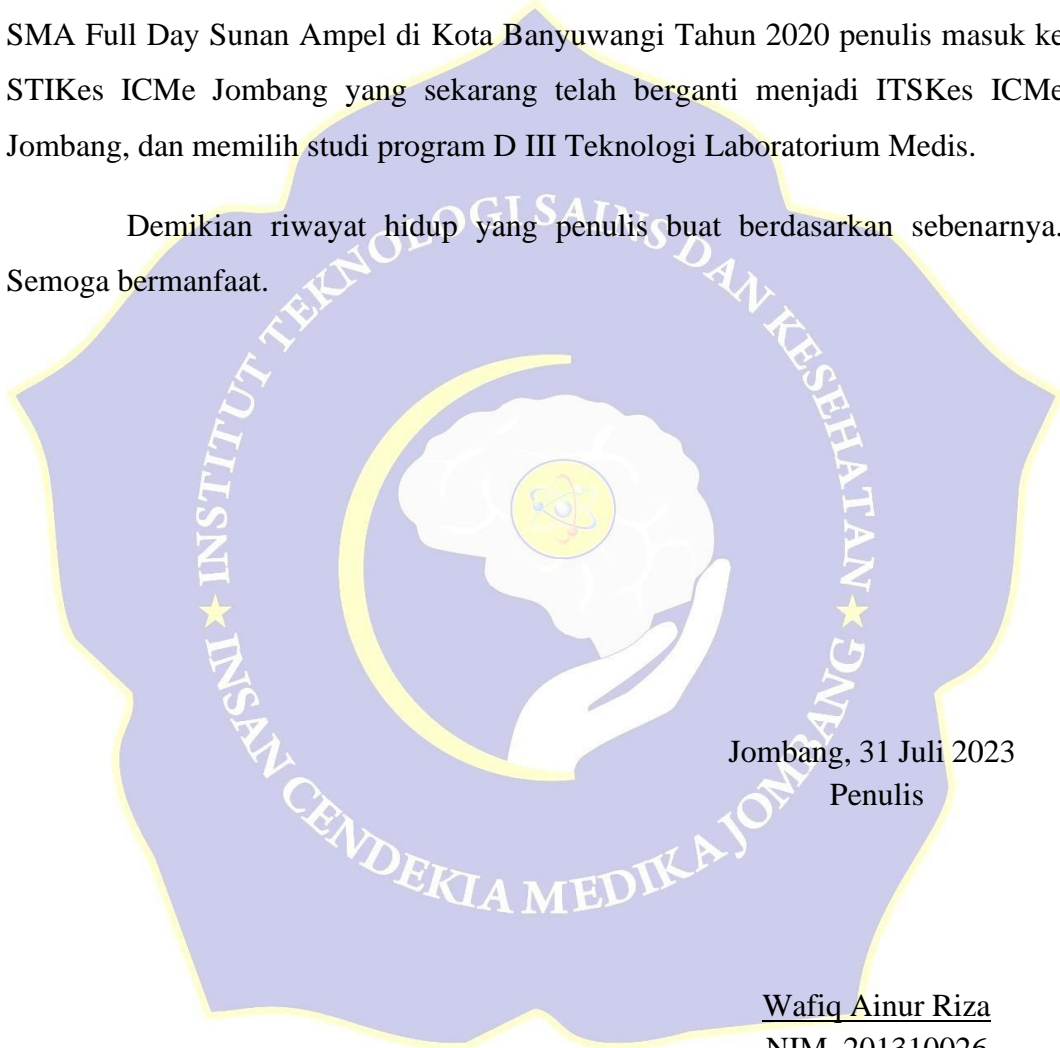 SMA Full Day Sunan Ampel di Kota Banyuwangi Tahun 2020 penulis masuk ke
STIKes ICMe Jombang yang sekarang telah berganti menjadi ITSKes ICMe
Jombang, dan memilih studi program D III Teknologi Laboratorium Medis.
Demikian riwayat hidup yang penulis buat berdasarkan sebenarnya.
Semoga bermanfaat.
INSTITUT TEKNOLOGI SAINS DAN KESEHATAN
INSAN CENDEKIA MEDIKA JOMBANG
Jombang, 31 Juli 2023
Penulis
Wafiq Ainur Riza
NIM. 201310026